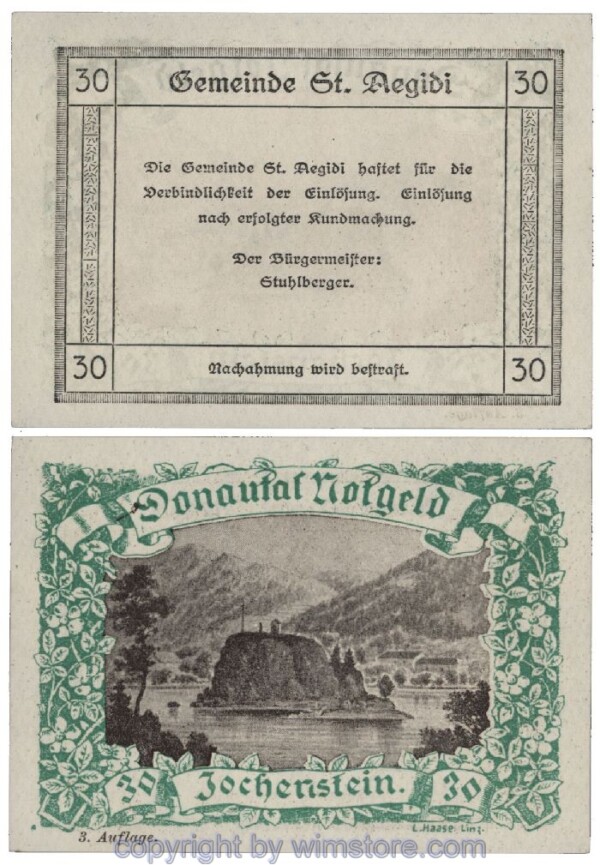 30 Gemeinde St. Aegidi 30
Die Gemeinde St. Aegidi haftet für die
Verbindlichkeit der Einlösung. Einlösung
nach erfolgter Kundmachung.
Der Bürgermeister:
Stuhlberger.
30 Nachahmung wird bestraft. 30
Donautal Notgeld
30 Jochenstein. 30
L. Haase Linz.
3. Auflage.
copyright by wimstore.com